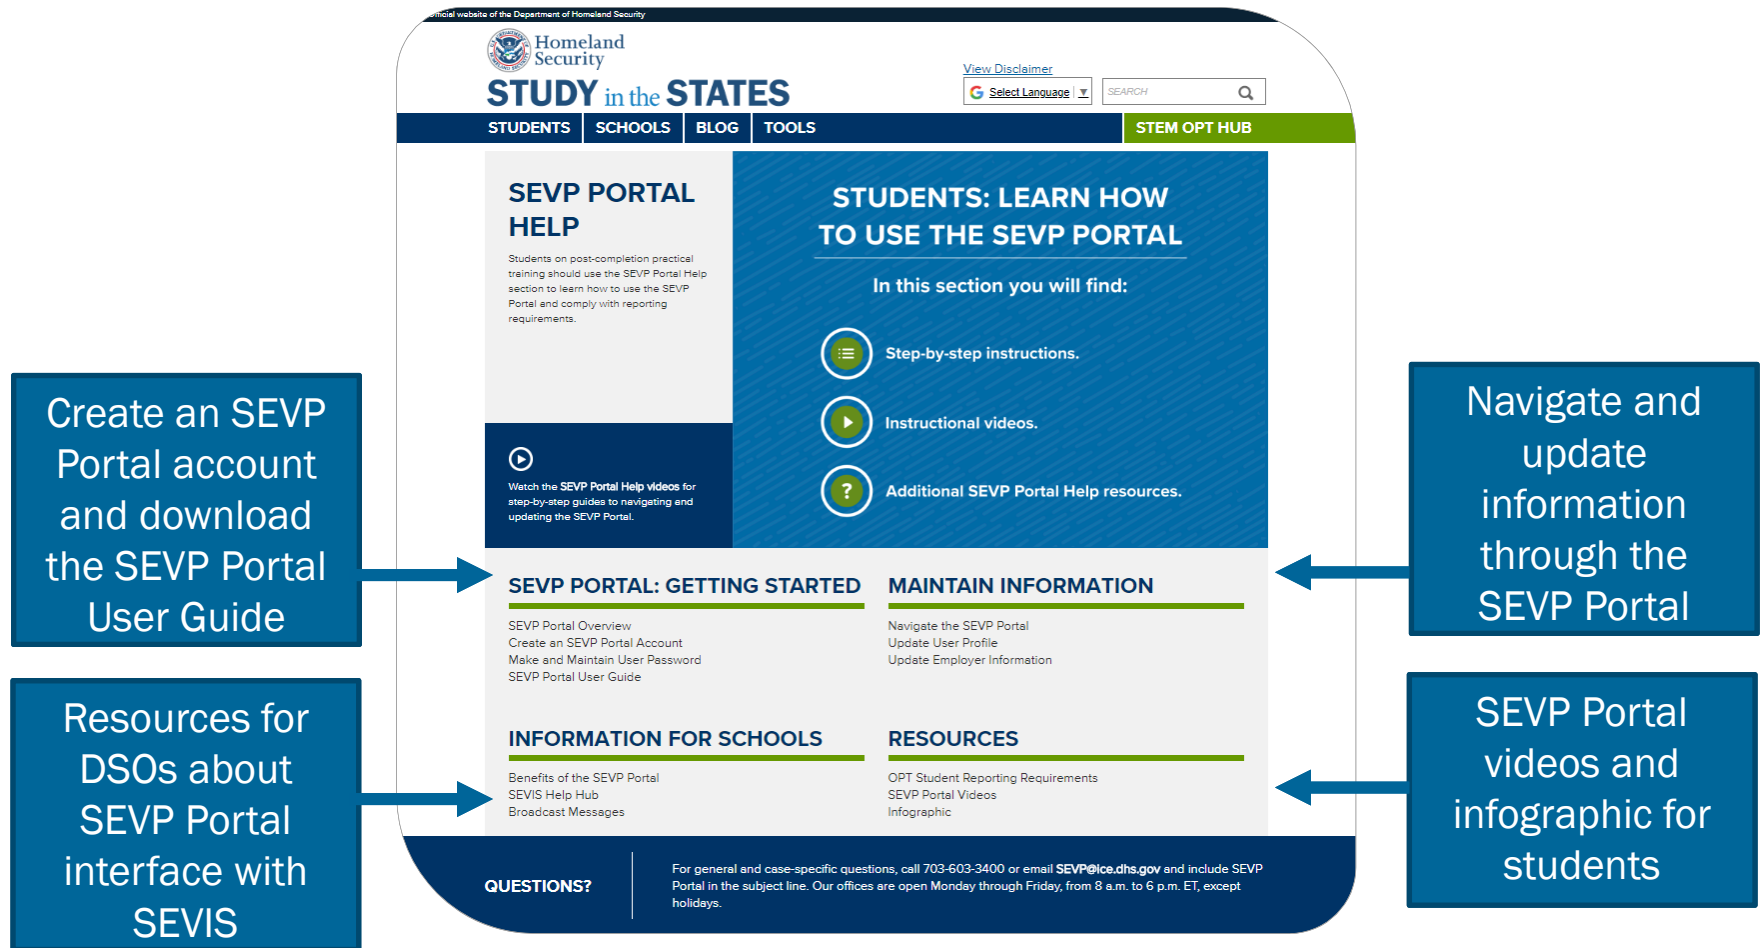 official website of the Department of Homeland Security
Homeland
Security
STUDY in the STATES
View Disclaimer
G Select Language ▼
SEARCH
STUDENTS
SCHOOLS
BLOG
TOOLS
STEM OPT HUB
SEVP PORTAL
HELP
Students on post-completion practical
training should use the SEVP Portal Help
section to learn how to use the SEVP
Portal and comply with reporting
requirements.
Watch the SEVP Portal Help videos for
step-by-step guides to navigating and
updating the SEVP Portal.
STUDENTS: LEARN HOW
TO USE THE SEVP PORTAL
In this section you will find:
Step-by-step instructions.
Instructional videos.
? Additional SEVP Portal Help resources.
Create an SEVP
Portal account
and download
the SEVP Portal
User Guide
SEVP PORTAL: GETTING STARTED
SEVP Portal Overview
Create an SEVP Portal Account
Make and Maintain User Password
SEVP Portal User Guide
MAINTAIN INFORMATION
Navigate the SEVP Portal
Update User Profile
Update Employer Information
Navigate and
update
information
through the
SEVP Portal
Resources for
DSOs about
SEVP Portal
interface with
SEVIS
INFORMATION FOR SCHOOLS
Benefits of the SEVP Portal
SEVIS Help Hub
Broadcast Messages
RESOURCES
OPT Student Reporting Requirements
SEVP Portal Videos
Infographic
SEVP Portal
videos and
infographic for
students
QUESTIONS?
For general and case-specific questions, call 703-603-3400 or email SEVP@ice.dhs.gov and include SEVP
Portal in the subject line. Our offices are open Monday through Friday, from 8 a.m. to 6 p.m. ET, except
holidays.